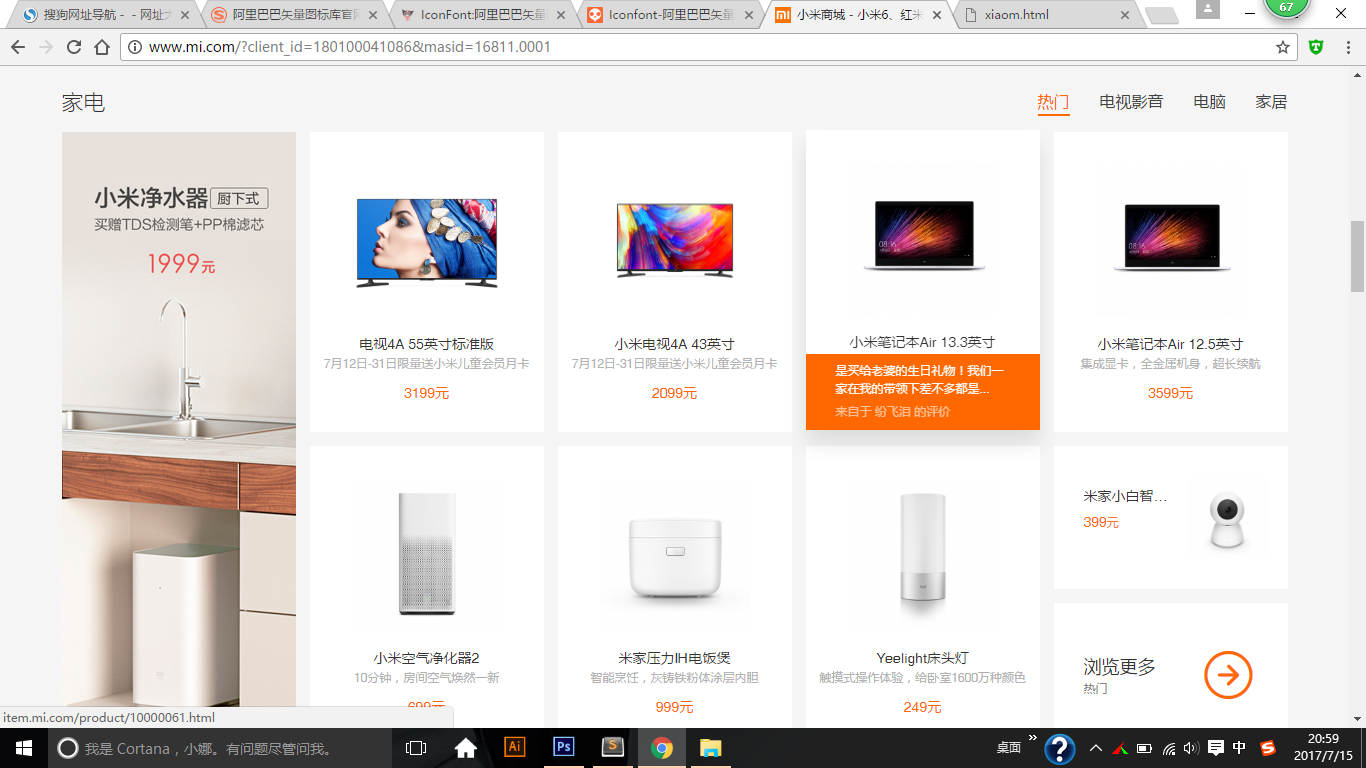 搜狗网址导航 - - 网址大
阿里巴巴矢量图标库官网
IconFont:阿里巴巴矢量
Iconfont-阿里巴巴矢量
小米商城 - 小米6、红米
xiaom.html
67
www.mi.com/?client_id=180100041086&masid=16811.0001
家电
热门
电视影音
电脑
家居
小米净水器 厨下式
买赠TDS检测笔+PP棉滤芯
1999元
电视4A 55英寸标准版
7月12日-31日限量送小米儿童会员月卡
3199元
小米电视4A 43英寸
7月12日-31日限量送小米儿童会员月卡
2099元
08:16
小米笔记本Air 13.3英寸
是买给老婆的生日礼物！我们一
家在我的带领下差不多都是...
来自于 纷飞泪 的评价
08:16
小米笔记本Air 12.5英寸
集成显卡，全金属机身，超长续航
3599元
小米空气净化器2
10分钟，房间空气焕然一新
699元
米家压力IH电饭煲
智能烹饪，灰铸铁粉体涂层内胆
999元
Yeelight床头灯
触摸式操作体验，给卧室1600万种颜色
249元
米家小白智...
399元
浏览更多
热门
item.mi.com/product/10000061.html
我是 Cortana，小娜。有问题尽管问我。
Ai
Ps
S
桌面
中
20:59
2017/7/15